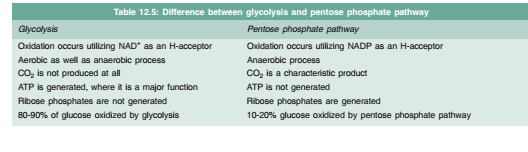 Table 12.5: Difference between glycolysis and pentose phosphate pathway
Glycolysis Pentose phosphate pathway
Oxidation occurs utilizing NAD⁺ as an H-acceptor Oxidation occurs utilizing NADP as an H-acceptor
Aerobic as well as anaerobic process Anaerobic process
CO₂ is not produced at all CO₂ is a characteristic product
ATP is generated, where it is a major function ATP is not generated
Ribose phosphates are not generated Ribose phosphates are generated
80-90% of glucose oxidized by glycolysis 10-20% glucose oxidized by pentose phosphate pathway